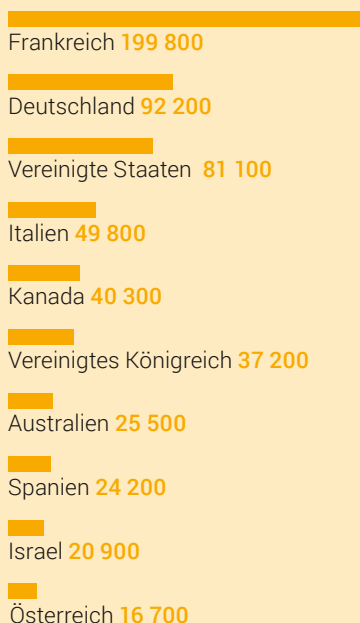 Frankreich 199 800
Deutschland 92 200
Vereinigte Staaten 81 100
Italien 49 800
Kanada 40 300
Vereinigtes Königreich 37 200
Australien 25 500
Spanien 24 200
Israel 20 900
Österreich 16 700